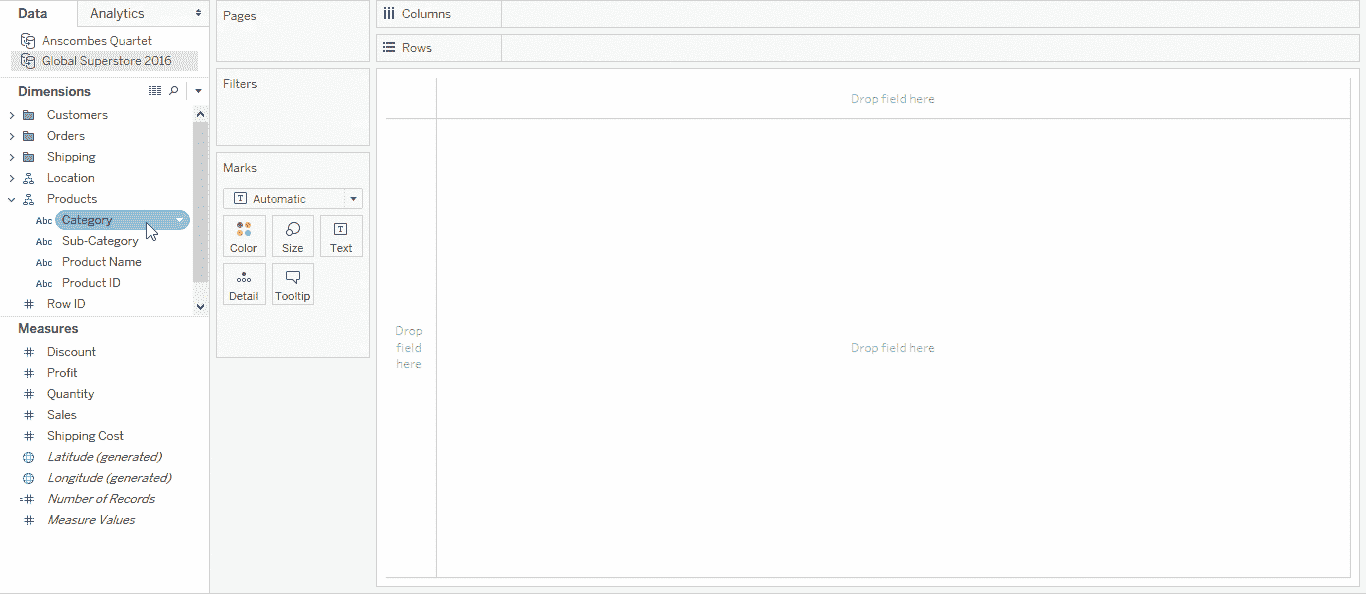 Data
Analytics
Anscombes Quartet
Global Superstore 2016
Dimensions
Customers
Orders
Shipping
Location
Products
Abc Category
Abc Sub-Category
Abc Product Name
Abc Product ID
# Row ID
Measures
# Discount
# Profit
# Quantity
# Sales
# Shipping Cost
Latitude (generated)
Longitude (generated)
=# Number of Records
# Measure Values
Pages
Filters
Marks
T Automatic
Color
Size
T
Text
Detail
Tooltip
Columns
Rows
Drop field here
Drop
field
here
Drop field here